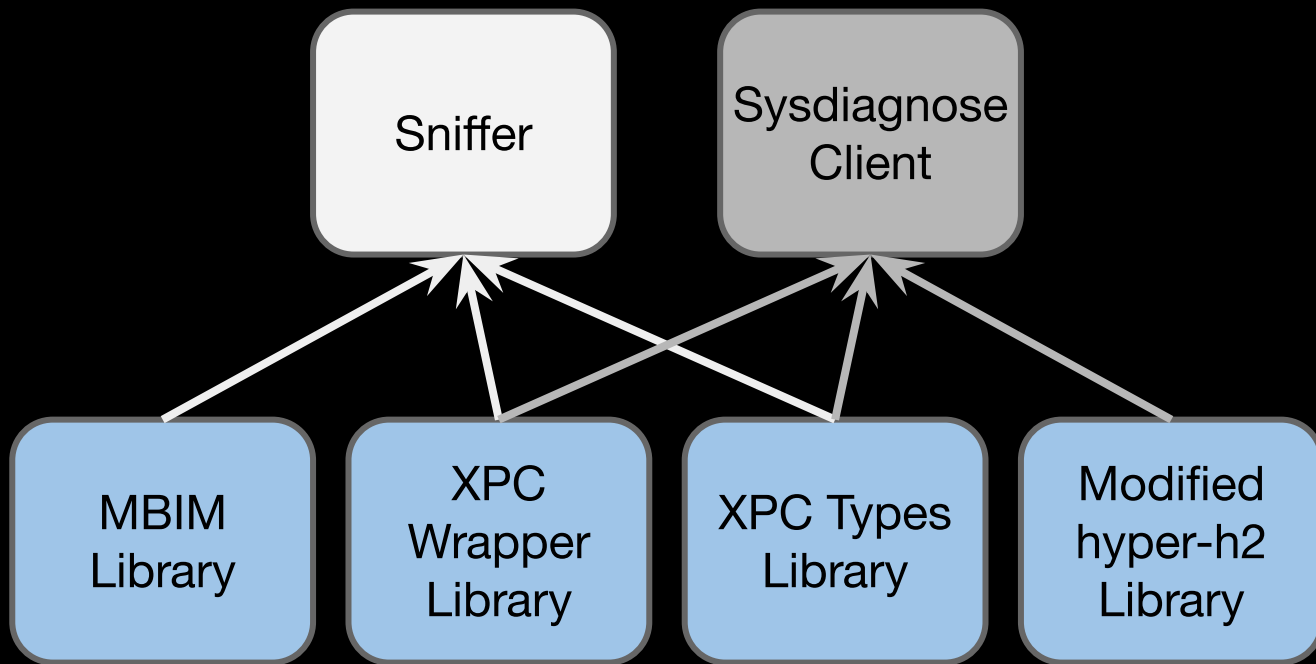 Sniffer
Sysdiagnose
Client
MBIM
Library
XPC
Wrapper
Library
XPC Types
Library
Modified
hyper-h2
Library